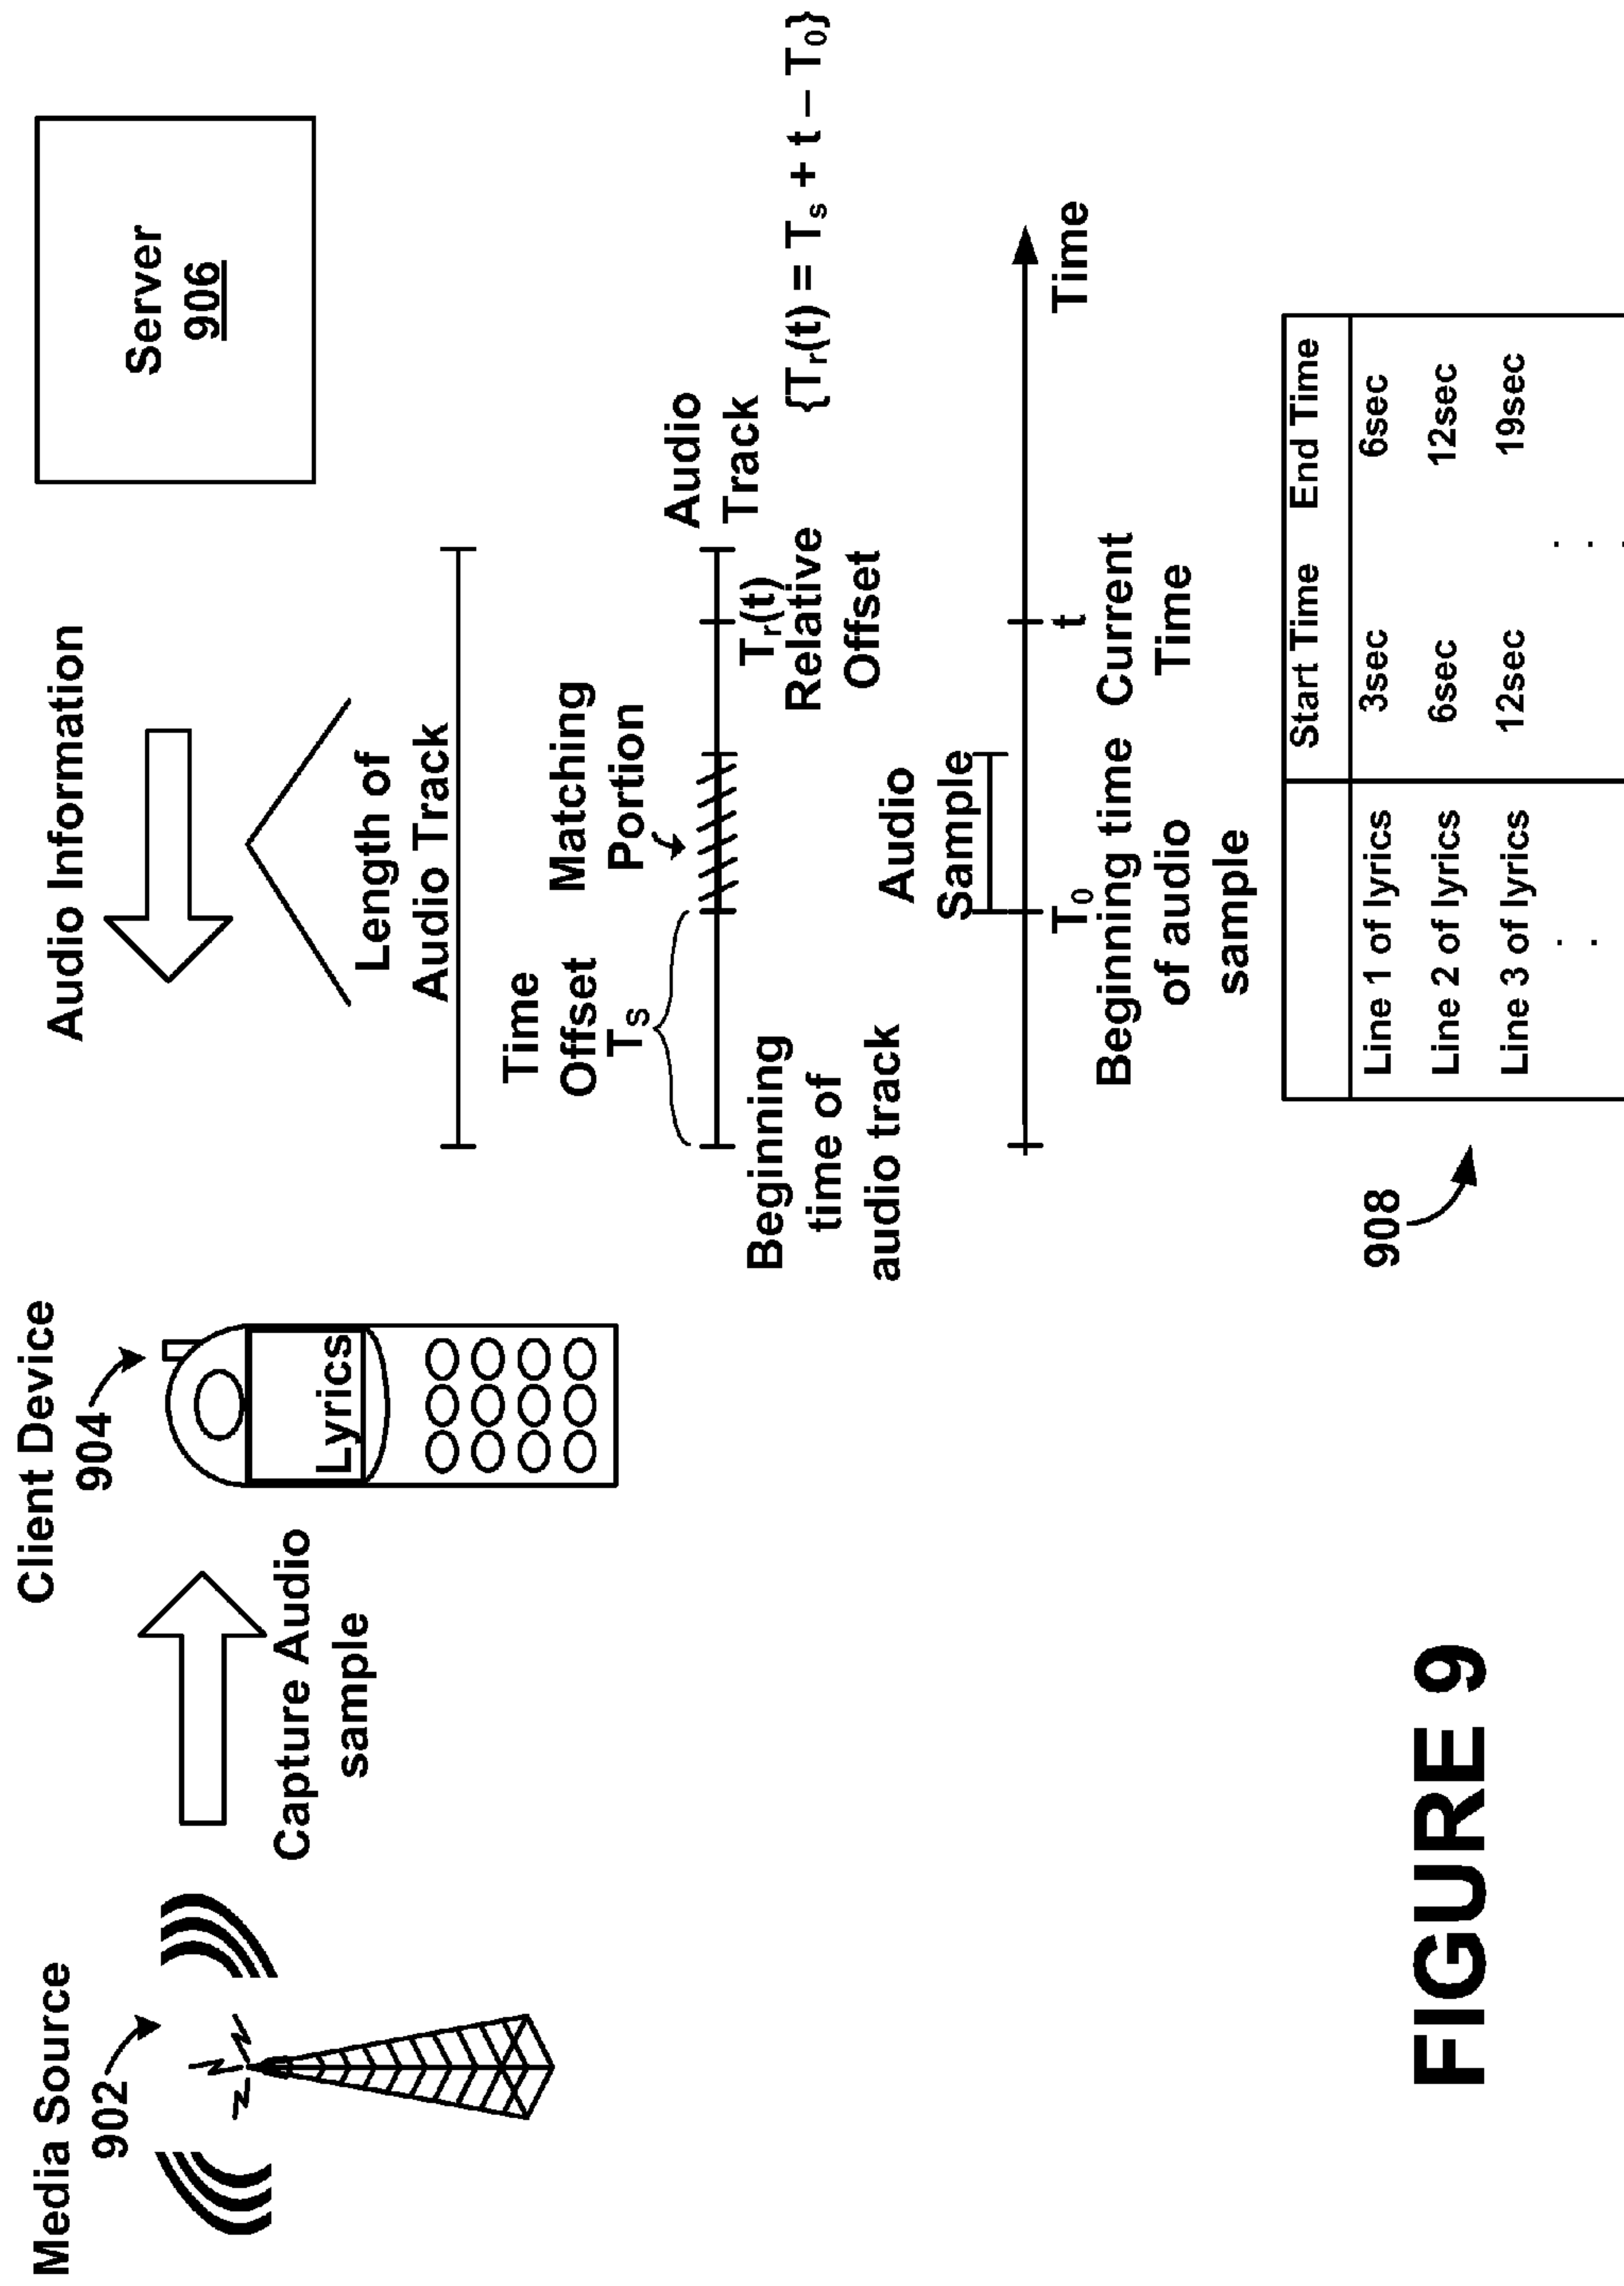 Media Source
902
Capture Audio
sample
Client Device
904
Lyrics
Audio Information
Server
906
Length of
Audio Track
Time
Offset
Ts
Matching
Portion
Audio
Track
Beginning
time of
audio track
Tr(t)
Relative
Offset
{Tr(t) = Ts + t – T0}
Audio
Sample
T0
Beginning time
of audio
sample
t
Current
Time
Time
908
Start Time End Time
Line 1 of lyrics 3sec 6sec
Line 2 of lyrics 6sec 12sec
Line 3 of lyrics 12sec 19sec
FIGURE 9